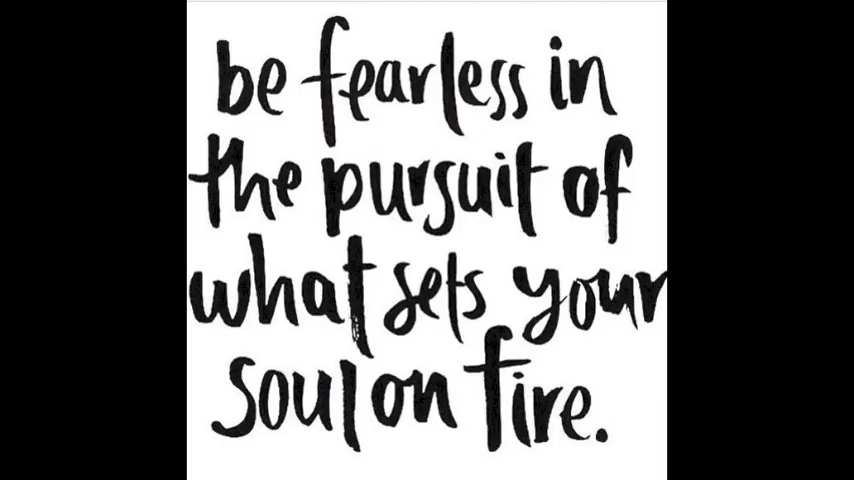 be fearless in
the pursuit of
what sets your
soul on fire.